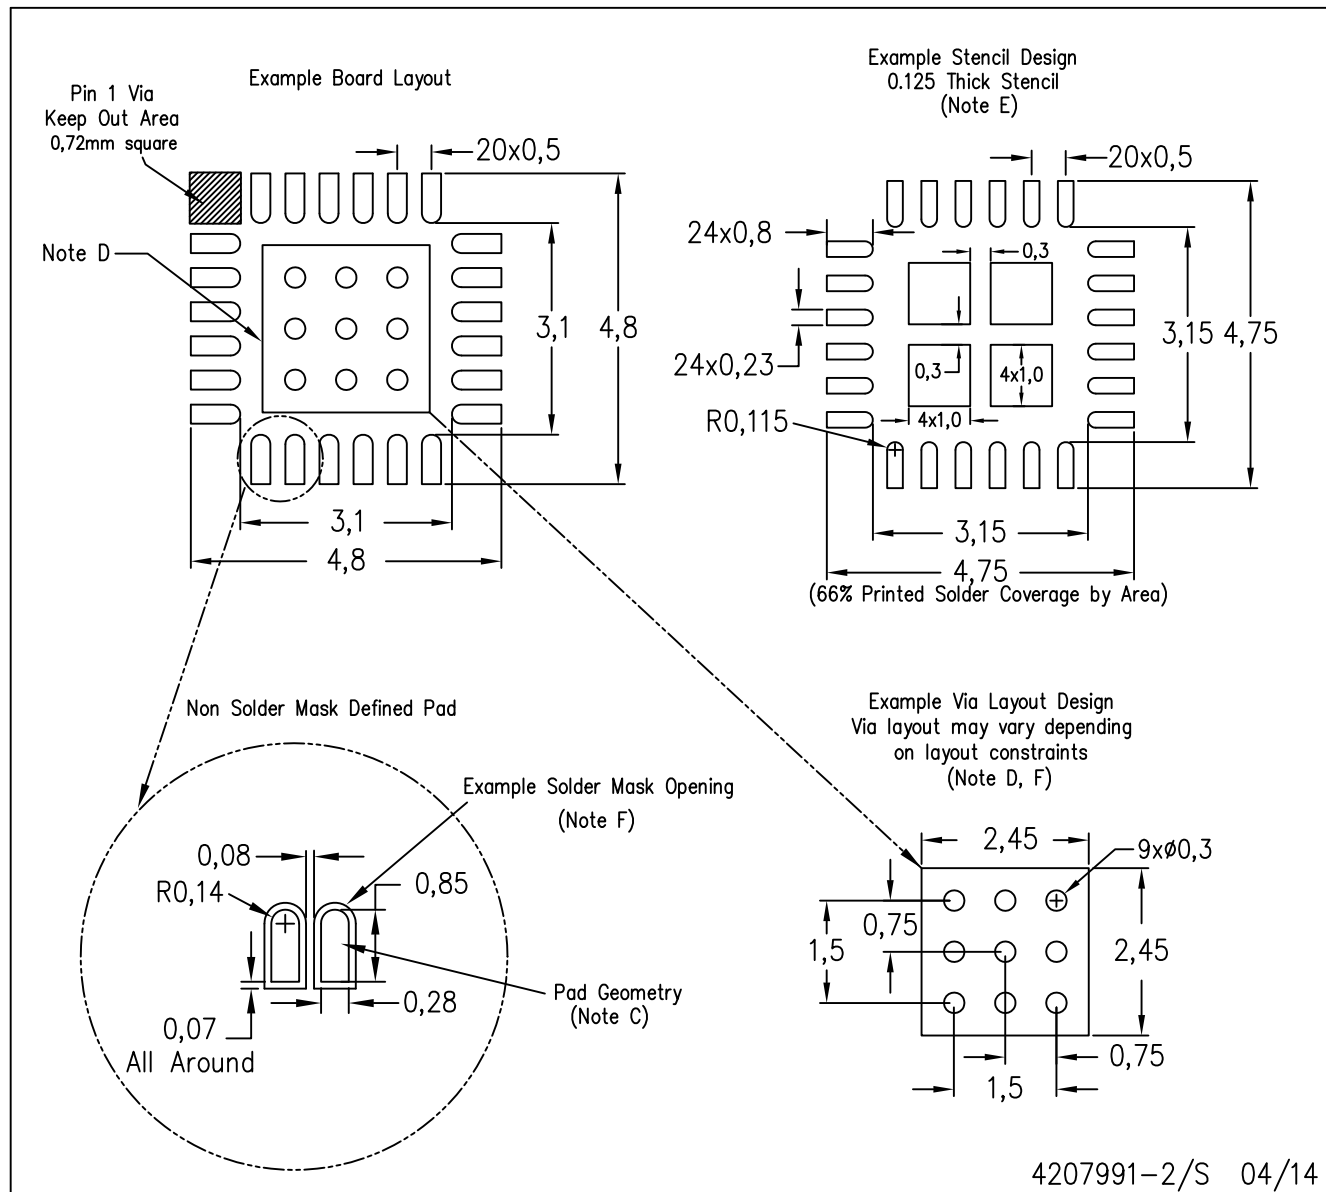 Example Board Layout
Pin 1 Via
Keep Out Area
0,72mm square
20x0,5
Note D
3,1
4,8
3,1
4,8
Example Stencil Design
0.125 Thick Stencil
(Note E)
20x0,5
24x0,8
0,3
24x0,23
3,15
4,75
0,3
4x1,0
4x1,0
R0,115
3,15
4,75
(66% Printed Solder Coverage by Area)
Non Solder Mask Defined Pad
Example Solder Mask Opening
(Note F)
0,08
R0,14
0,85
0,28
Pad Geometry
(Note C)
0,07
All Around
Example Via Layout Design
Via layout may vary depending
on layout constraints
(Note D, F)
2,45
9xø0,3
0,75
1,5
2,45
0,75
1,5
4207991-2/S 04/14